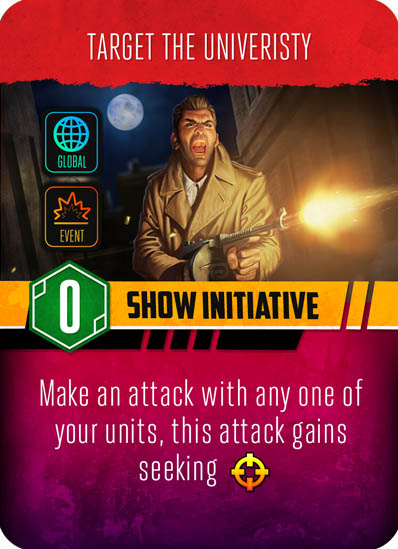 TARGET THE UNIVERISTY
GLOBAL
EVENT
0 SHOW INITIATIVE
Make an attack with any one of
your units, this attack gains
seeking